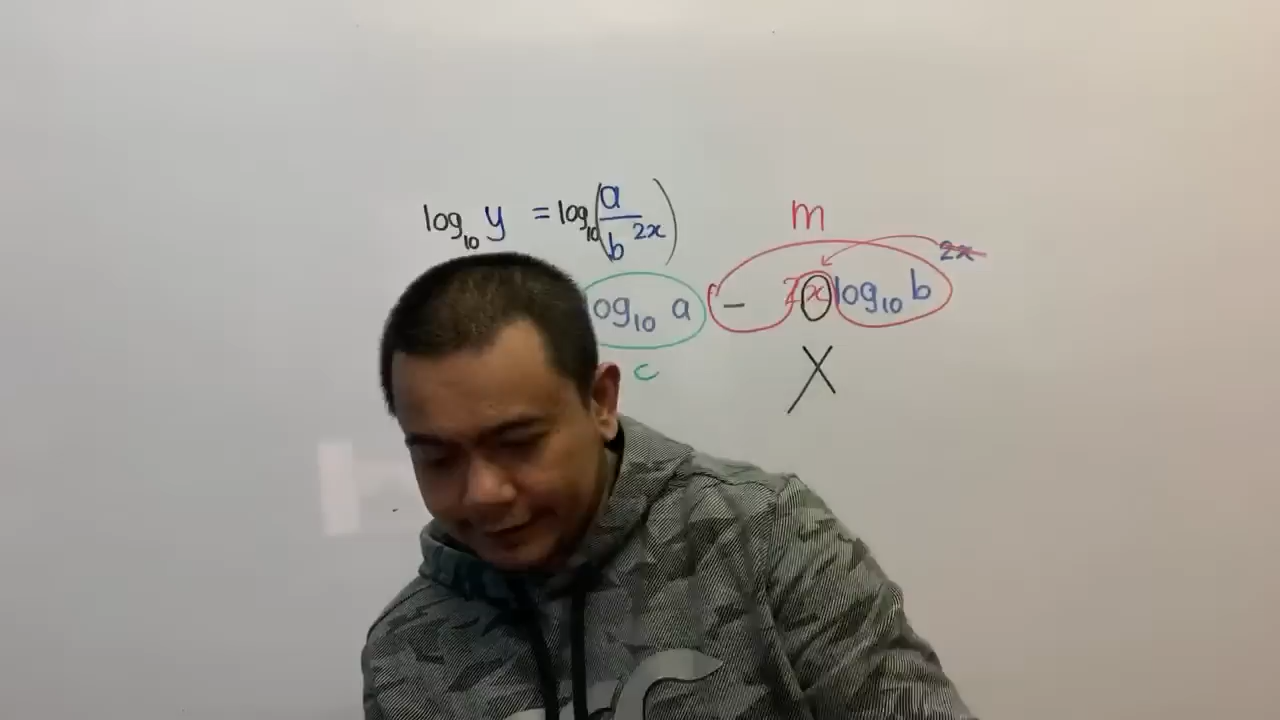 m
log₁₀ y = log₁₀(a/b^2x)
2x
log₁₀ a - 2x log₁₀ b
c X